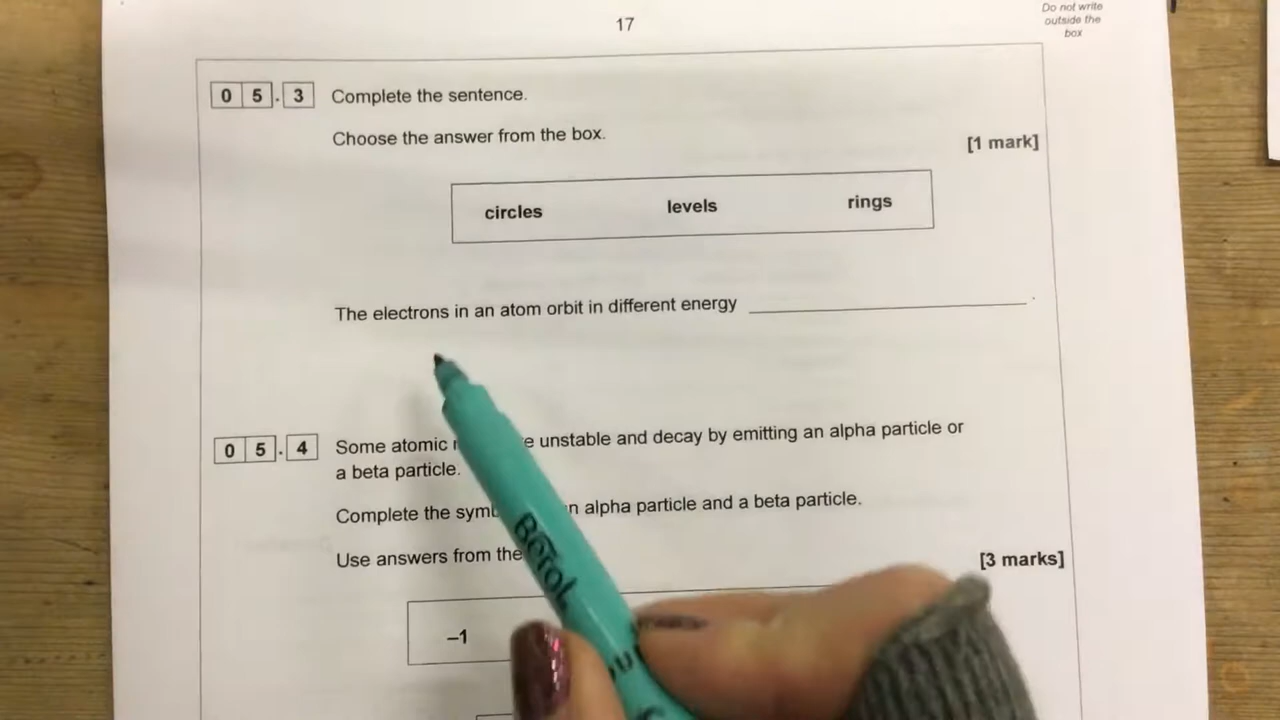 17
Do not write
outside the
box
0 5 . 3 Complete the sentence.
Choose the answer from the box.
[1 mark]
circles levels rings
The electrons in an atom orbit in different energy .
0 5 . 4 Some atomic unstable and decay by emitting an alpha particle or
a beta particle.
Complete the alpha particle and a beta particle.
Use answers from the
[3 marks]
–1
BEROL